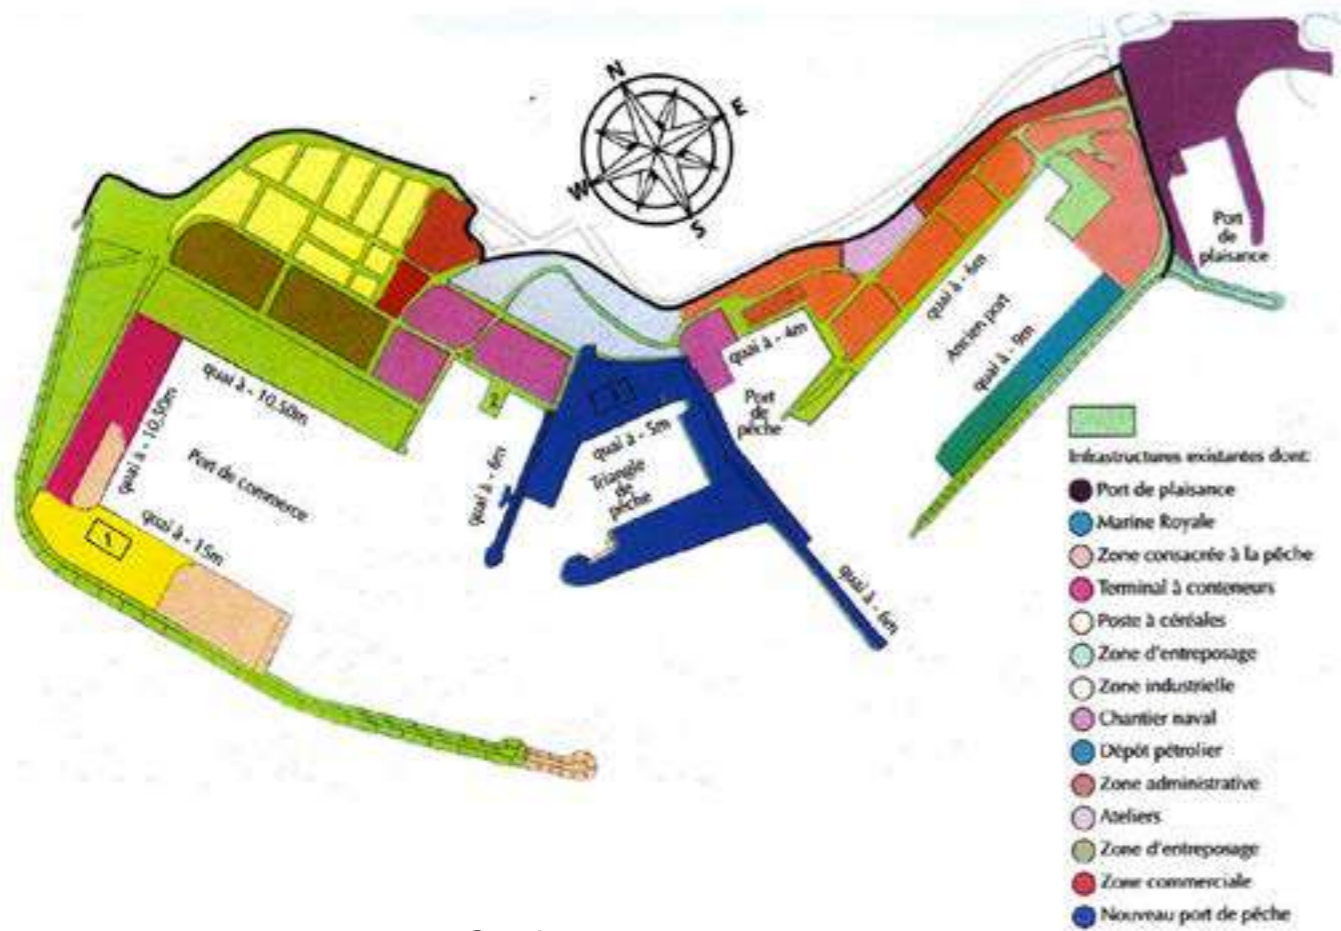 N
E
W
S
Port
de
plaisance
quai à - 6m
Ancien port
quai à - 9m
quai à - 4m
Port
de
pêche
quai à - 10,50m
quai à - 10,50m
Port de commerce
quai à - 15m
1
2
3
quai à - 6m
quai à - 5m
Triangle
de
pêche
quai à - 6m
Infrastructures existantes dont:
Port de plaisance
Marine Royale
Zone consacrée à la pêche
Terminal à conteneurs
Poste à céréales
Zone d'entreposage
Zone industrielle
Chantier naval
Dépôt pétrolier
Zone administrative
Ateliers
Zone d'entreposage
Zone commerciale
Nouveau port de pêche